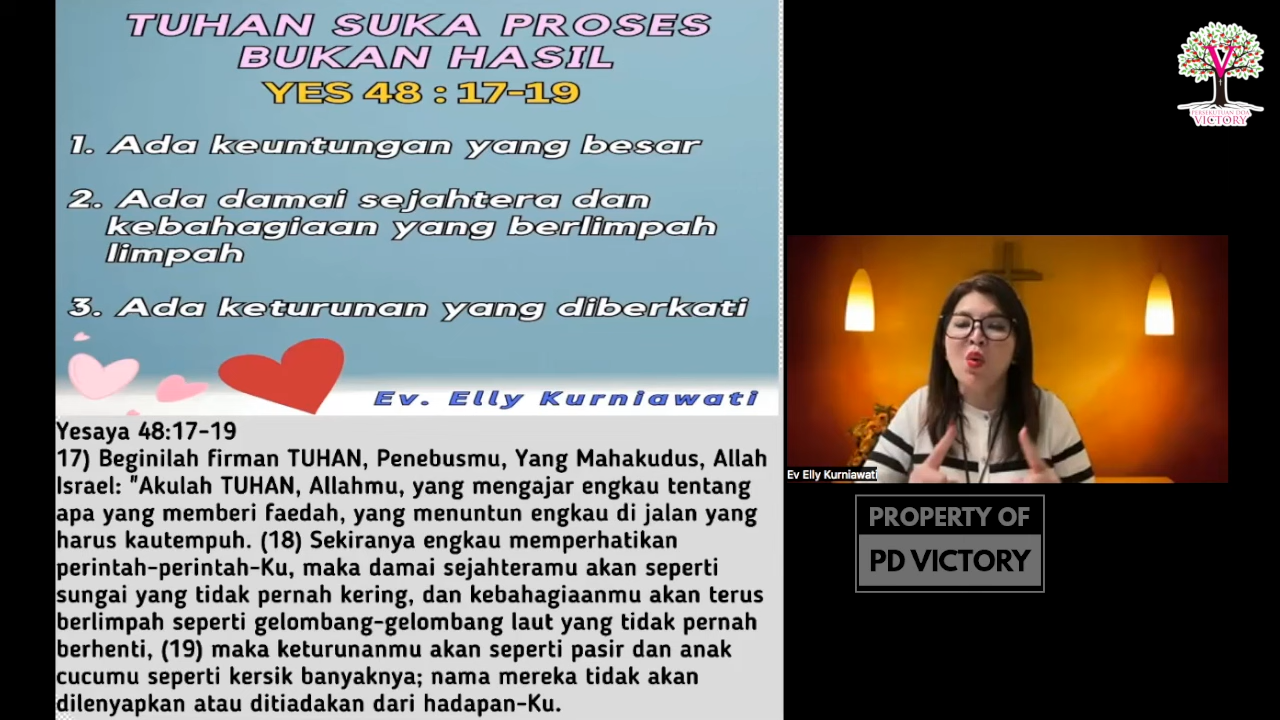 TUHAN SUKA PROSES
BUKAN HASIL
YES 48 : 17-19
1. Ada keuntungan yang besar
2. Ada damai sejahtera dan
kebahagiaan yang berlimpah
limpah
3. Ada keturunan yang diberkati
Ev. Elly Kurniawati
Yesaya 48:17-19
17) Beginilah firman TUHAN, Penebusmu, Yang Mahakudus, Allah
Israel: "Akulah TUHAN, Allahmu, yang mengajar engkau tentang
apa yang memberi faedah, yang menuntun engkau di jalan yang
harus kautempuh. (18) Sekiranya engkau memperhatikan
perintah-perintah-Ku, maka damai sejahteramu akan seperti
sungai yang tidak pernah kering, dan kebahagiaanmu akan terus
berlimpah seperti gelombang-gelombang laut yang tidak pernah
berhenti, (19) maka keturunanmu akan seperti pasir dan anak
cucumu seperti kersik banyaknya; nama mereka tidak akan
dilenyapkan atau ditiadakan dari hadapan-Ku.
V
PERSEKUTUAN DOA
VICTORY
Ev Elly Kurniawati
PROPERTY OF
PD VICTORY